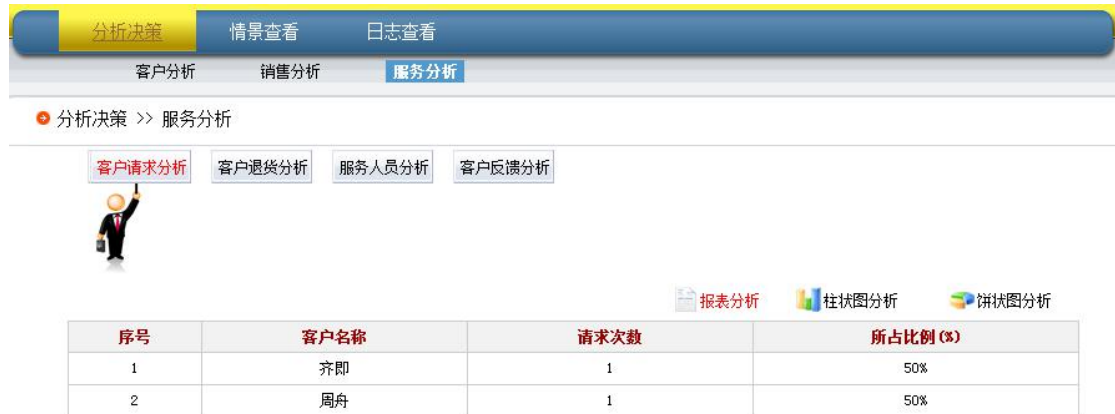 分析决策 情景查看 日志查看
客户分析 销售分析 服务分析
分析决策 >> 服务分析
客户请求分析 客户退货分析 服务人员分析 客户反馈分析
报表分析 柱状图分析 饼状图分析
序号 客户名称 请求次数 所占比例(%)
1 齐即 1 50%
2 周舟 1 50%